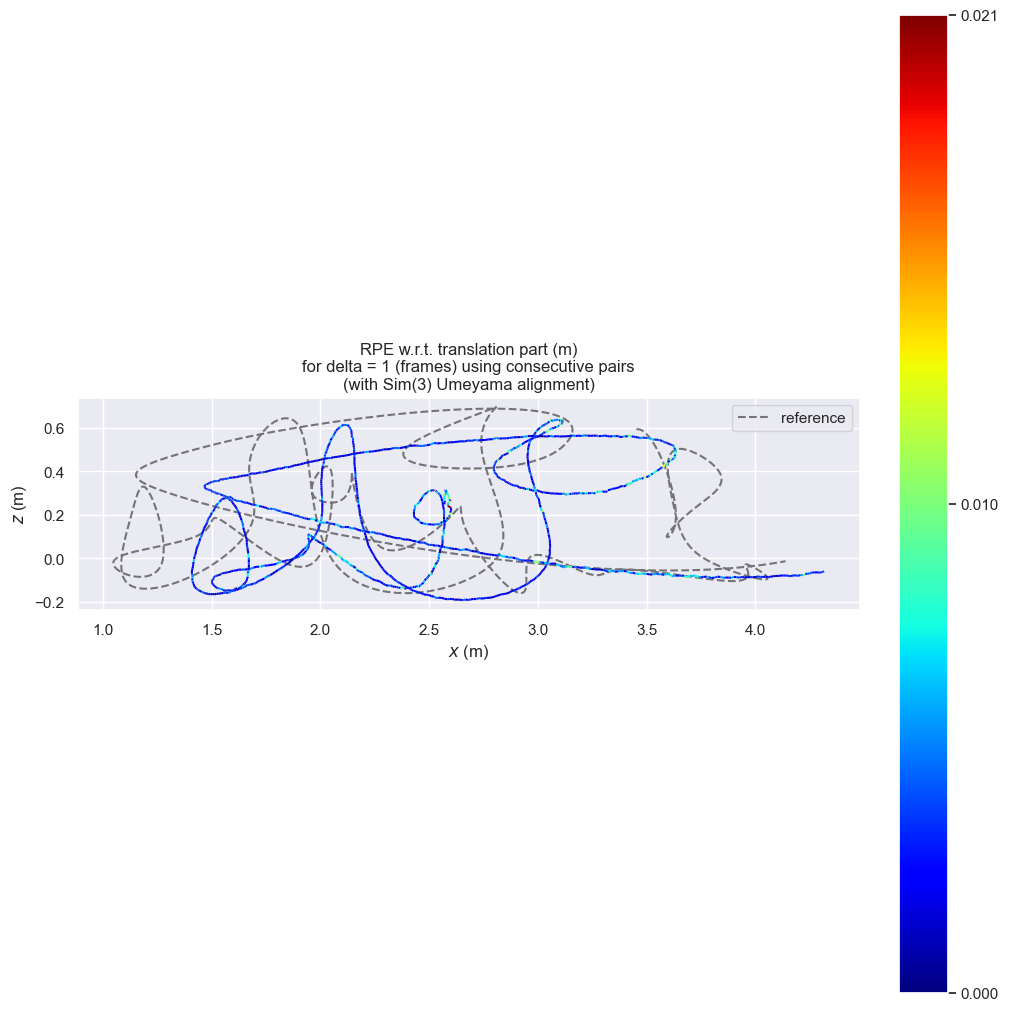 RPE w.r.t. translation part (m)
for delta = 1 (frames) using consecutive pairs
(with Sim(3) Umeyama alignment)
reference
0.6
0.4
0.2
0.0
−0.2
z (m)
1.0 1.5 2.0 2.5 3.0 3.5 4.0
x (m)
0.021
0.010
0.000